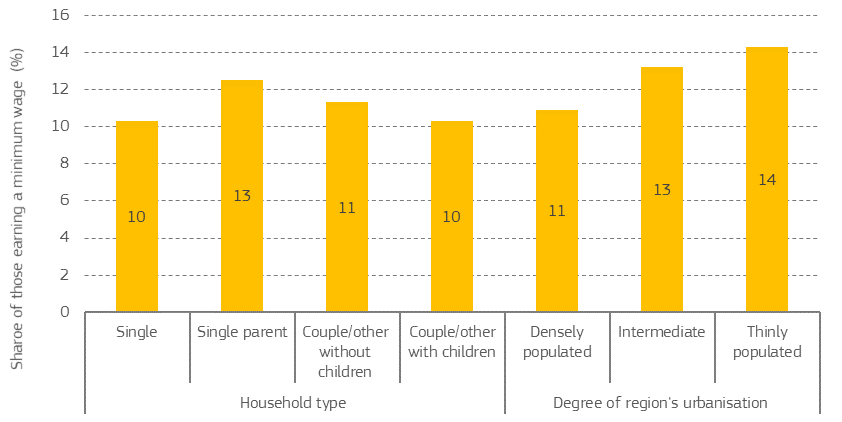 Sharoe of those earning a minimum wage (%)
16
14
12
10
8
6
4
2
0
10
13
11
10
11
13
14
Single
Single parent
Couple/other
without
children
Couple/other
with children
Densely
populated
Intermediate
Thinly
populated
Household type
Degree of region's urbanisation